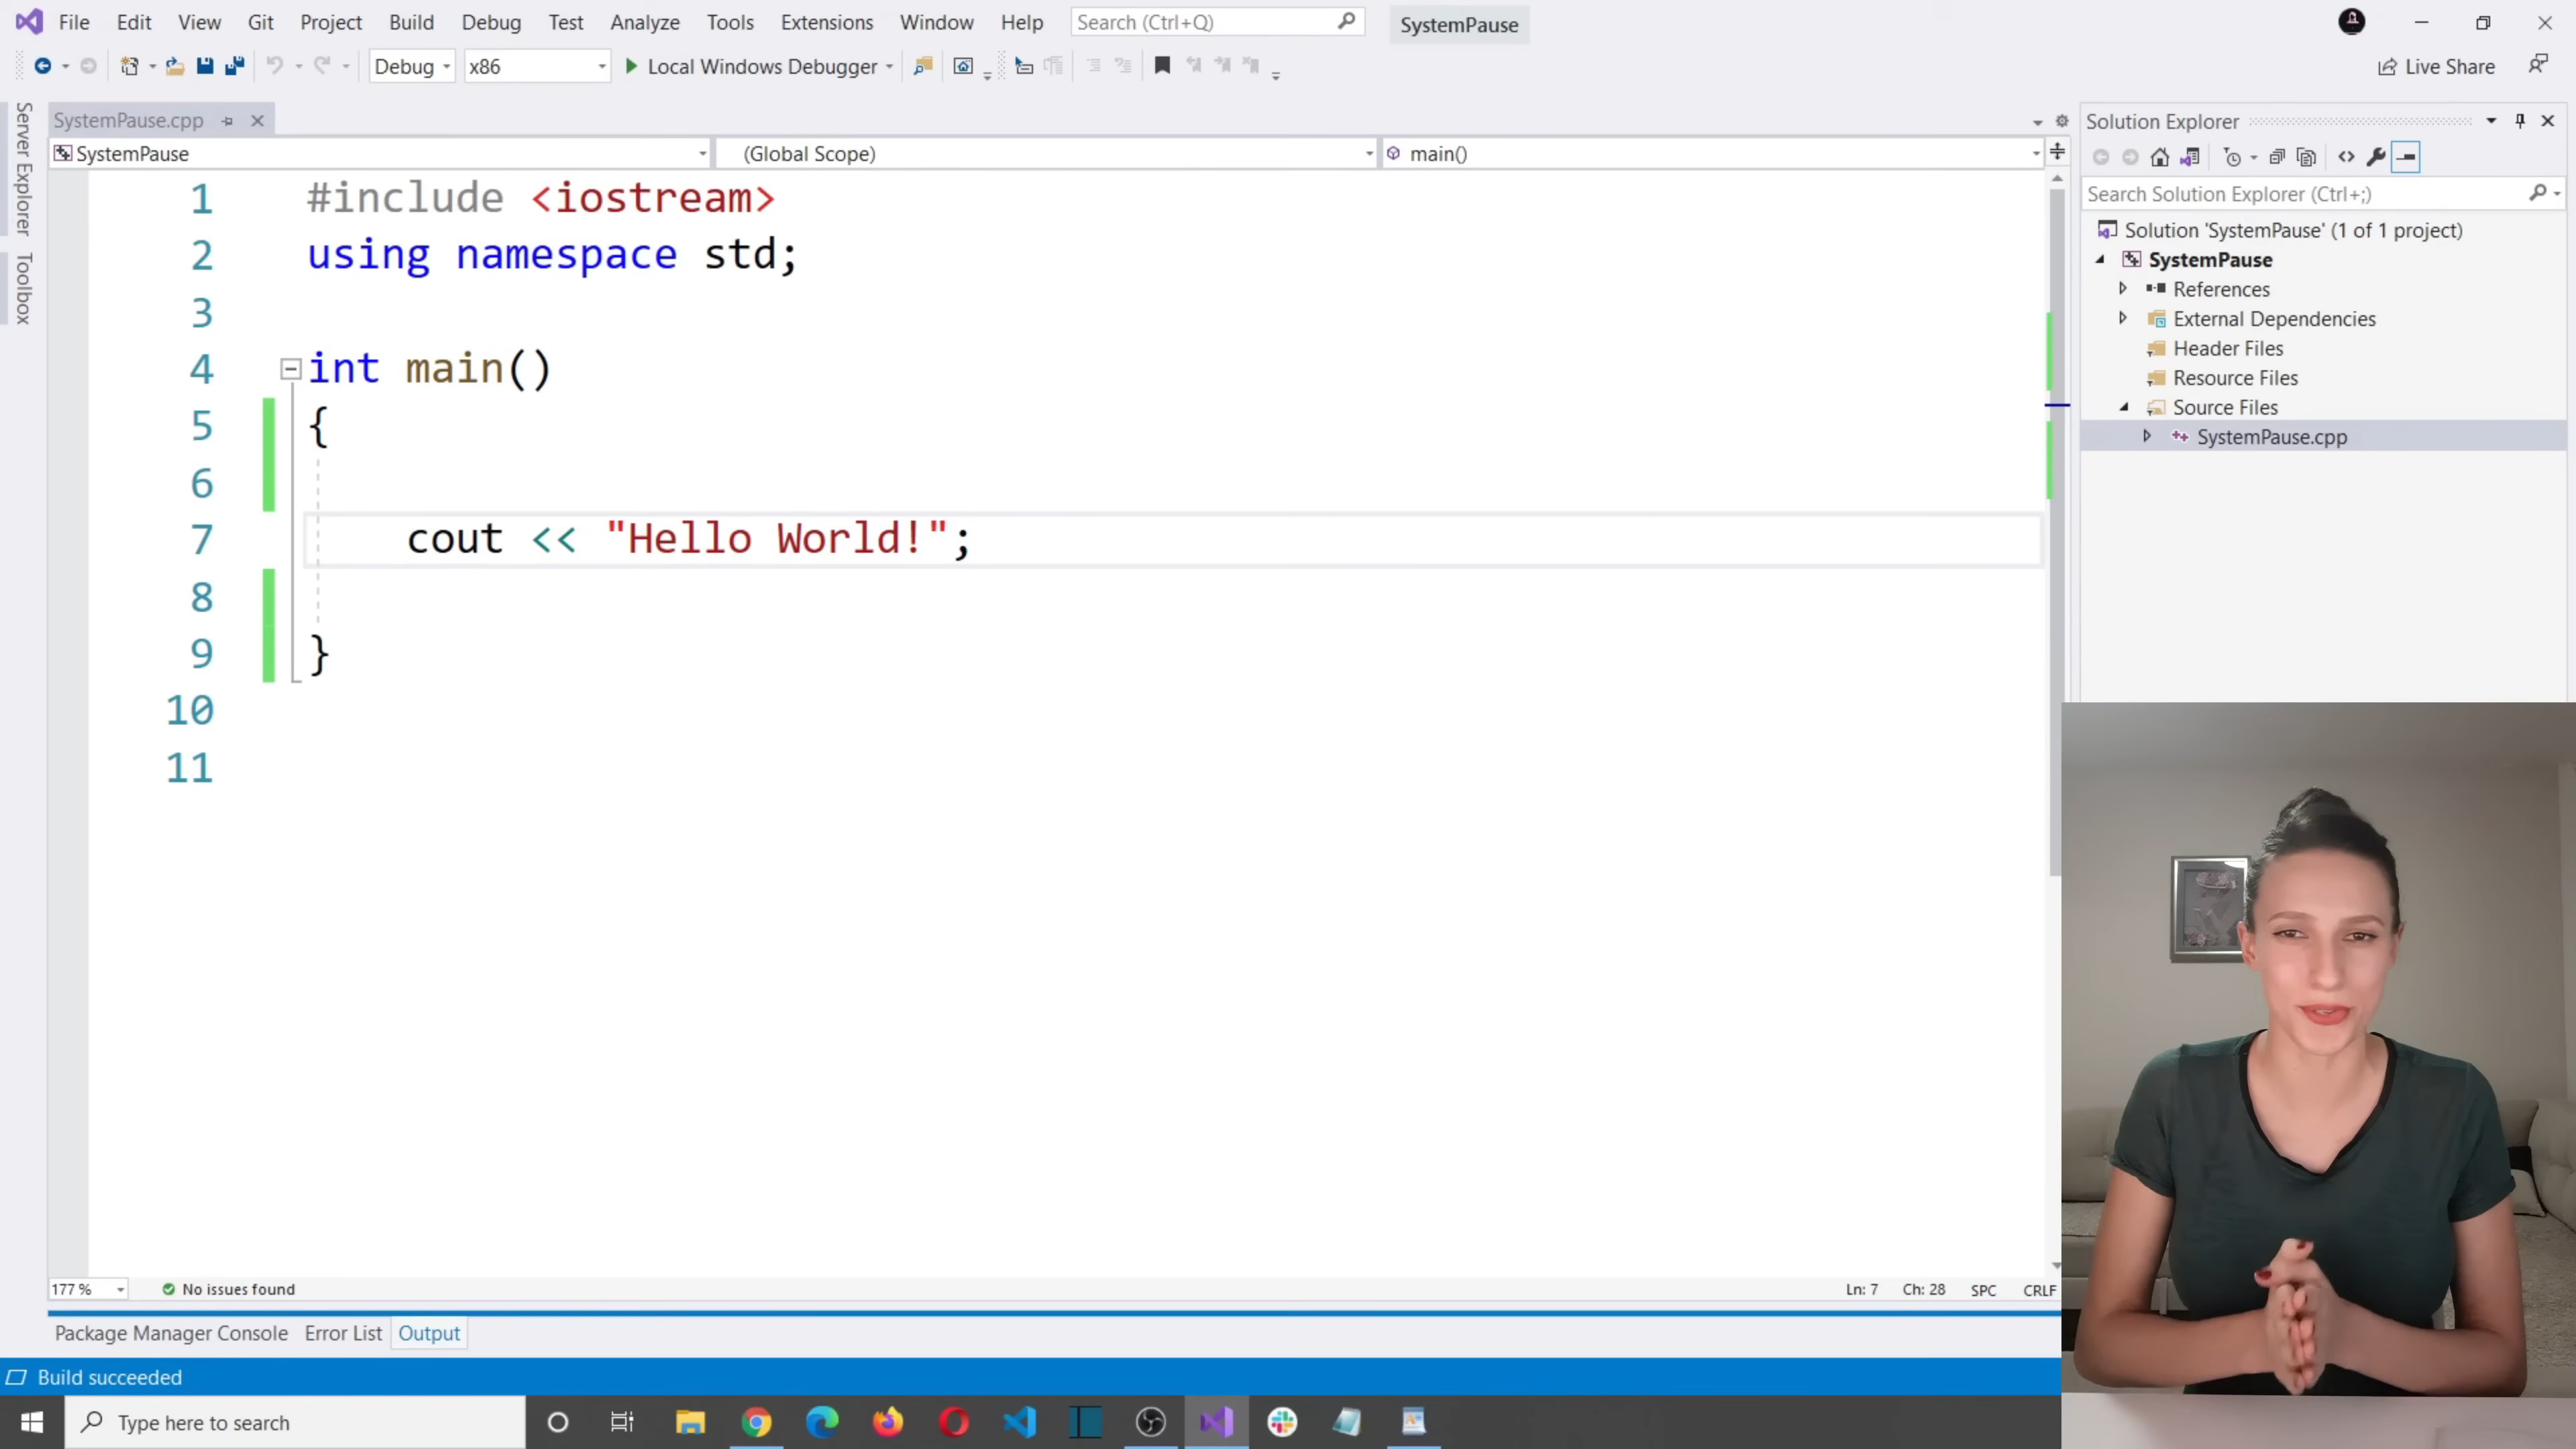 File Edit View Git Project Build Debug Test Analyze Tools Extensions Window Help Search (Ctrl+Q) SystemPause
Debug x86 Local Windows Debugger Live Share
Server Explorer
Toolbox
SystemPause.cpp
SystemPause (Global Scope) main()
1 #include <iostream>
2 using namespace std;
3
4 int main()
5 {
6
7 cout << "Hello World!";
8
9 }
10
11
177 % No issues found Ln: 7 Ch: 28 SPC CRLF
Solution Explorer
Search Solution Explorer (Ctrl+;)
Solution 'SystemPause' (1 of 1 project)
SystemPause
References
External Dependencies
Header Files
Resource Files
Source Files
SystemPause.cpp
Package Manager Console Error List Output
Build succeeded
Type here to search